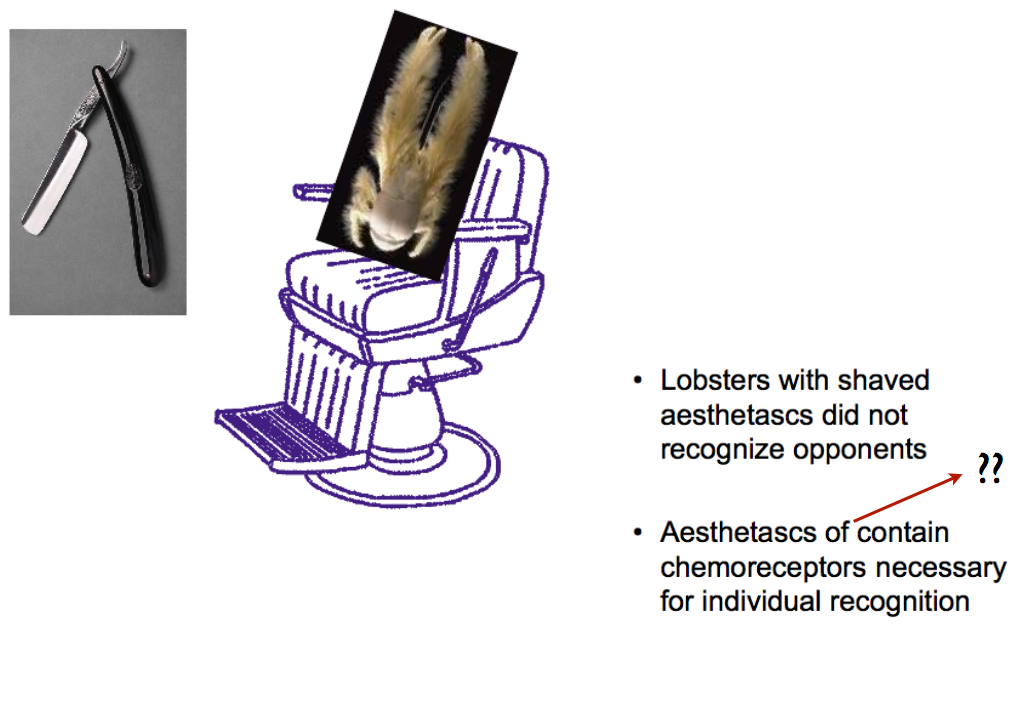 • Lobsters with shaved
aesthetascs did not
recognize opponents
??
• Aesthetascs of contain
chemoreceptors necessary
for individual recognition